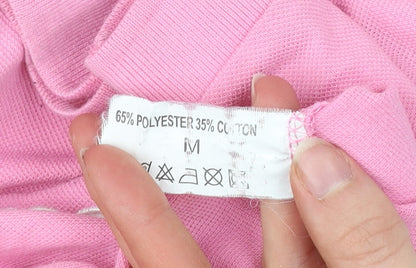 65% POLYESTER 35% COTTON
M